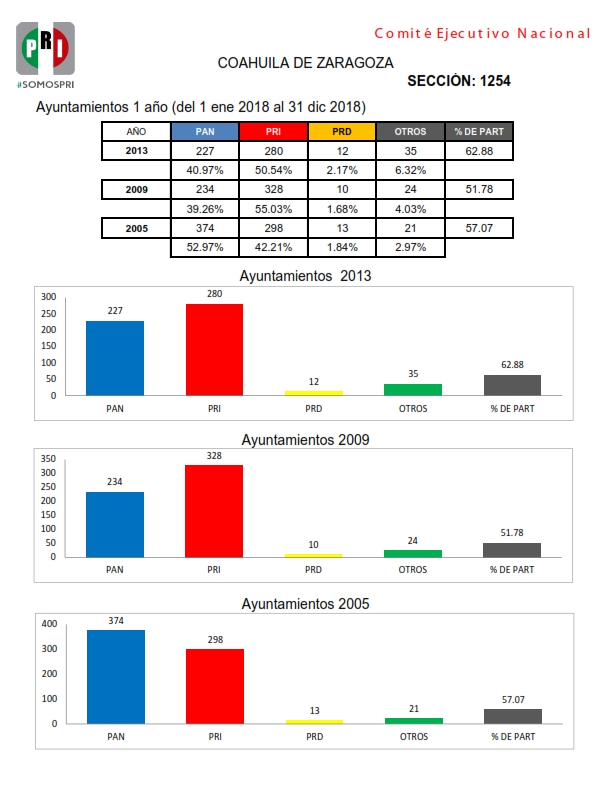 Comité Ejecutivo Nacional
PRI
#SOMOSPRI
COAHUILA DE ZARAGOZA
SECCIÓN: 1254
Ayuntamientos 1 año (del 1 ene 2018 al 31 dic 2018)
AÑO PAN PRI PRD OTROS % DE PART
2013 227 280 12 35 62.88
40.97% 50.54% 2.17% 6.32%
2009 234 328 10 24 51.78
39.26% 55.03% 1.68% 4.03%
2005 374 298 13 21 57.07
52.97% 42.21% 1.84% 2.97%
Ayuntamientos 2013
300
250
200
150
100
50
0
227 280 12 35 62.88
PAN PRI PRD OTROS % DE PART
Ayuntamientos 2009
350
300
250
200
150
100
50
0
234 328 10 24 51.78
PAN PRI PRD OTROS % DE PART
Ayuntamientos 2005
400
300
200
100
0
374 298 13 21 57.07
PAN PRI PRD OTROS % DE PART